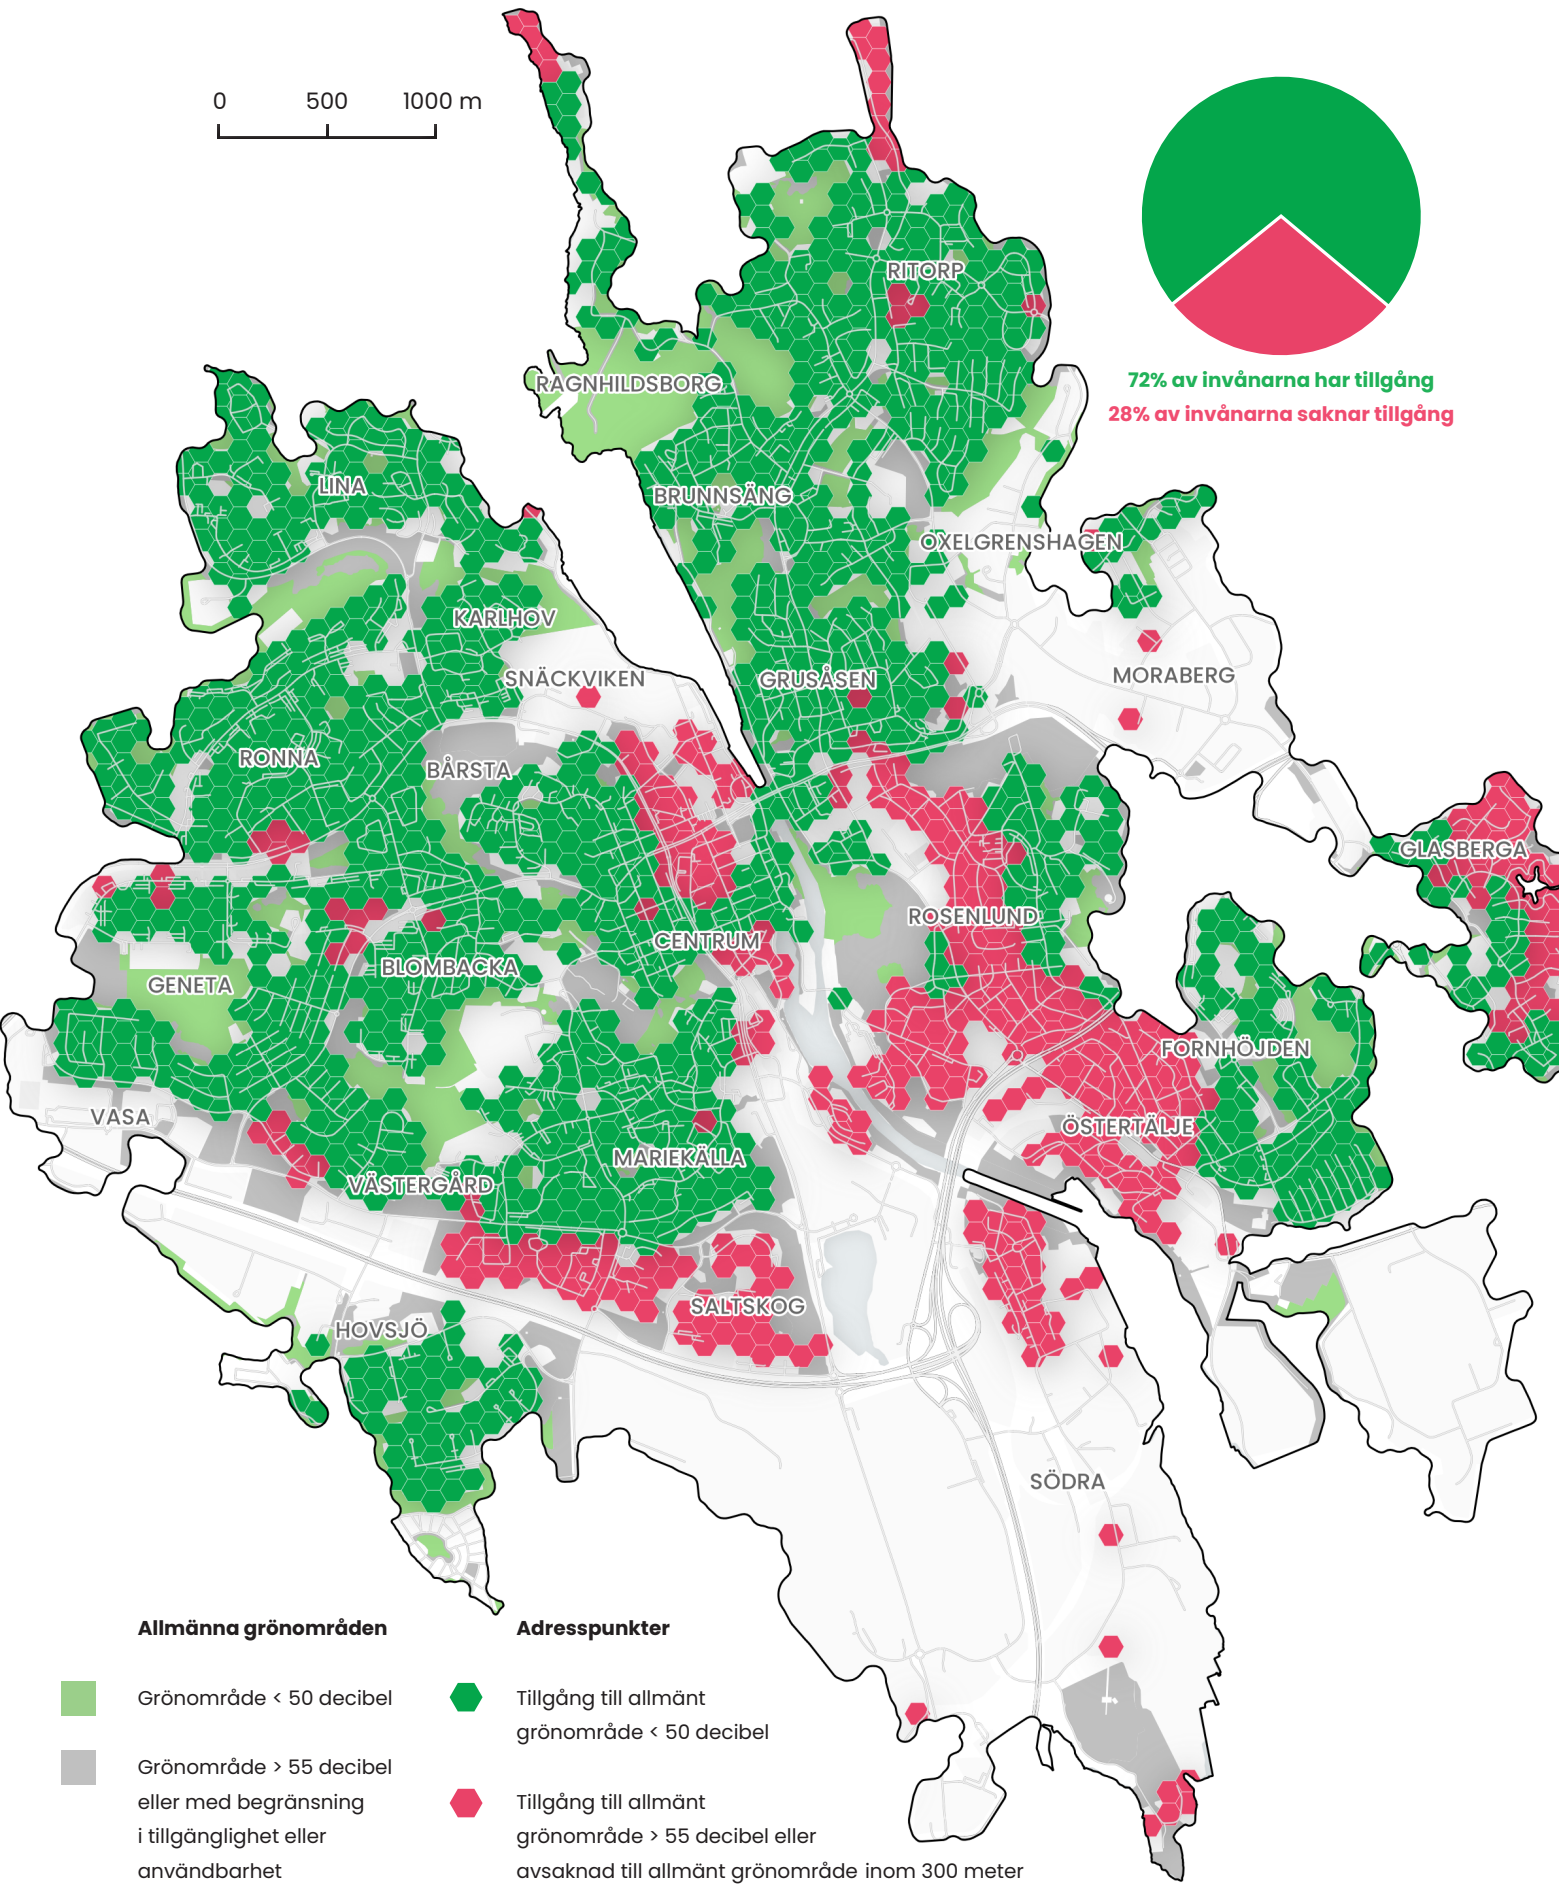 0 500 1000 m
RITORP
72% av invånarna har tillgång
28% av invånarna saknar tillgång
RAGNHILDSBORG
LINA
BRUNNSÄNG
OXELGRENSHAGEN
KARLHOV
SNÄCKVIKEN
GRUSÅSEN
MORABERG
RONNA
BÅRSTA
GLASBERGA
ROSENLUND
CENTRUM
BLOMBACKA
GENETA
FORNHÖJDEN
VASA
ÖSTERTÄLJE
MARIEKÄLLA
VÄSTERGÅRD
SALTSKOG
HOVSJÖ
SÖDRA
Allmänna grönområden
Grönområde < 50 decibel
Grönområde > 55 decibel
eller med begränsning
i tillgänglighet eller
användbarhet
Adresspunkter
Tillgång till allmänt
grönområde < 50 decibel
Tillgång till allmänt
grönområde > 55 decibel eller
avsaknad till allmänt grönområde inom 300 meter